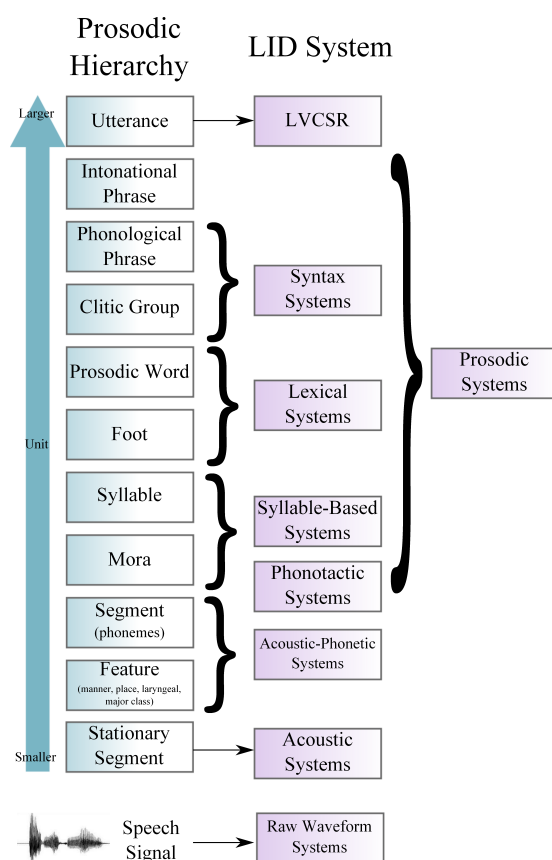 Prosodic
Hierarchy
LID System
Larger
Utterance
LVCSR
Intonational
Phrase
Phonological
Phrase
Syntax
Systems
Clitic Group
Prosodic Word
Prosodic
Systems
Lexical
Systems
Foot
Unit
Syllable
Syllable-Based
Systems
Mora
Phonotactic
Systems
Segment
(phonemes)
Acoustic-Phonetic
Systems
Feature
(manner, place, laryngeal,
major class)
Stationary
Segment
Smaller
Acoustic
Systems
Speech
Signal
Raw Waveform
Systems